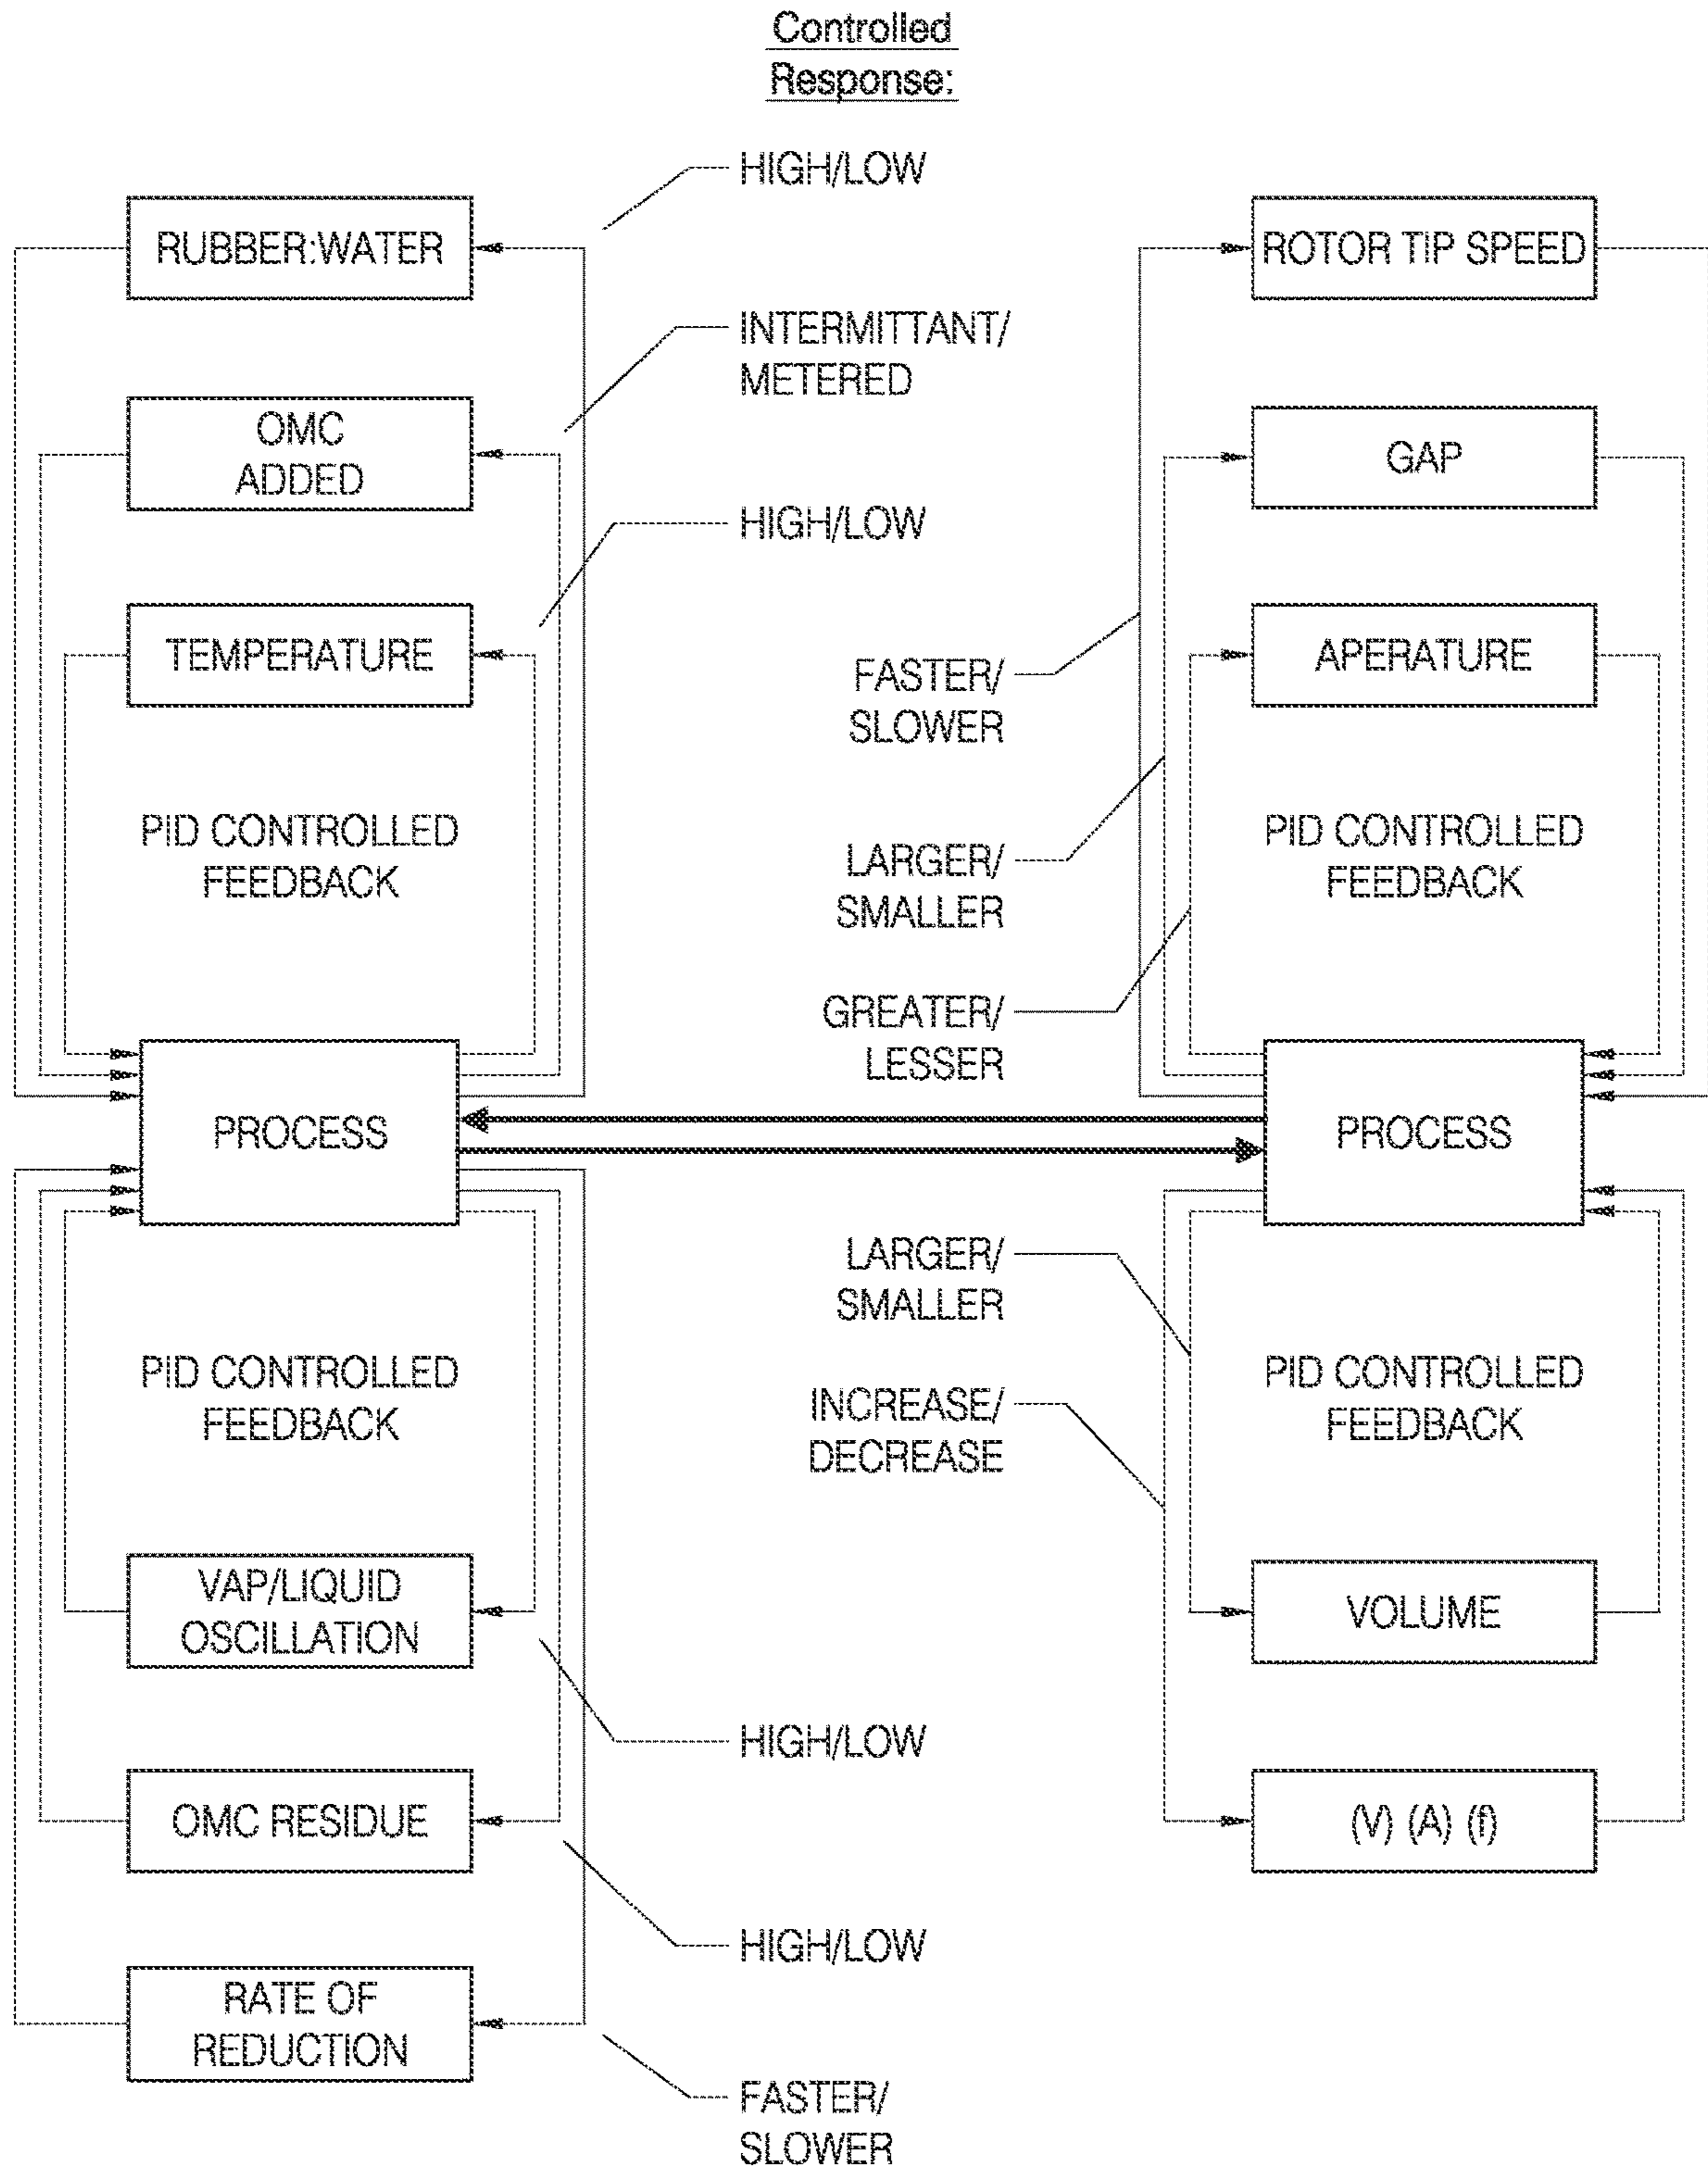 Controlled
Response:
HIGH/LOW
RUBBER:WATER
ROTOR TIP SPEED
INTERMITTANT/
METERED
OMC
ADDED
GAP
HIGH/LOW
TEMPERATURE
APERATURE
FASTER/
SLOWER
PID CONTROLLED
FEEDBACK
LARGER/
SMALLER
PID CONTROLLED
FEEDBACK
GREATER/
LESSER
PROCESS
PROCESS
LARGER/
SMALLER
PID CONTROLLED
FEEDBACK
INCREASE/
DECREASE
PID CONTROLLED
FEEDBACK
VAP/LIQUID
OSCILLATION
VOLUME
HIGH/LOW
OMC RESIDUE
(V) (A) (f)
HIGH/LOW
RATE OF
REDUCTION
FASTER/
SLOWER